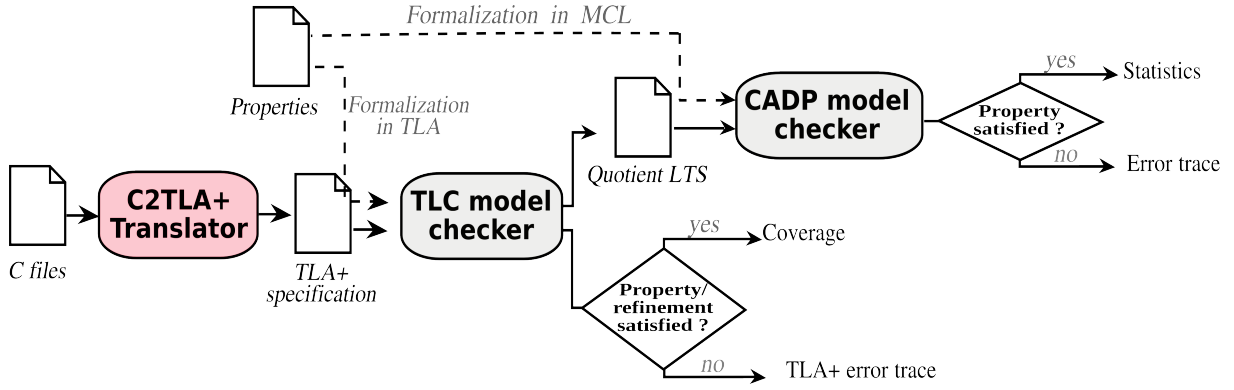 Formalization in MCL
Properties
Formalization
in TLA
C files
C2TLA+
Translator
TLA+
specification
TLC model
checker
Quotient LTS
CADP model
checker
Property
satisfied ?
yes
Statistics
no
Error trace
Property/
refinement
satisfied ?
yes
Coverage
no
TLA+ error trace